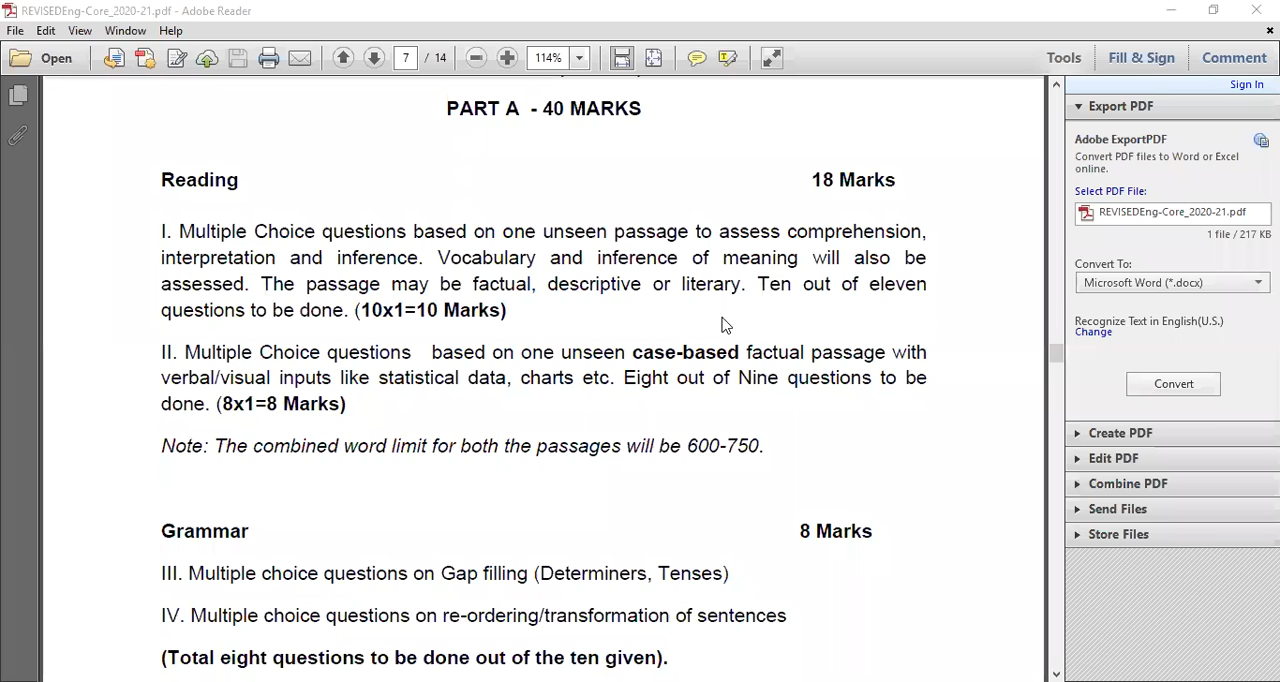 REVISEDEng-Core_2020-21.pdf - Adobe Reader
File Edit View Window Help
Open 7 / 14 114% Tools Fill & Sign Comment
Sign In
PART A - 40 MARKS
Reading 18 Marks
I. Multiple Choice questions based on one unseen passage to assess comprehension,
interpretation and inference. Vocabulary and inference of meaning will also be
assessed. The passage may be factual, descriptive or literary. Ten out of eleven
questions to be done. (10x1=10 Marks)
II. Multiple Choice questions based on one unseen case-based factual passage with
verbal/visual inputs like statistical data, charts etc. Eight out of Nine questions to be
done. (8x1=8 Marks)
Note: The combined word limit for both the passages will be 600-750.
Grammar 8 Marks
III. Multiple choice questions on Gap filling (Determiners, Tenses)
IV. Multiple choice questions on re-ordering/transformation of sentences
(Total eight questions to be done out of the ten given).
Export PDF
Adobe ExportPDF
Convert PDF files to Word or Excel
online.
Select PDF File:
REVISEDEng-Core_2020-21.pdf
1 file / 217 KB
Convert To:
Microsoft Word (*.docx)
Recognize Text in English(U.S.)
Change
Convert
Create PDF
Edit PDF
Combine PDF
Send Files
Store Files